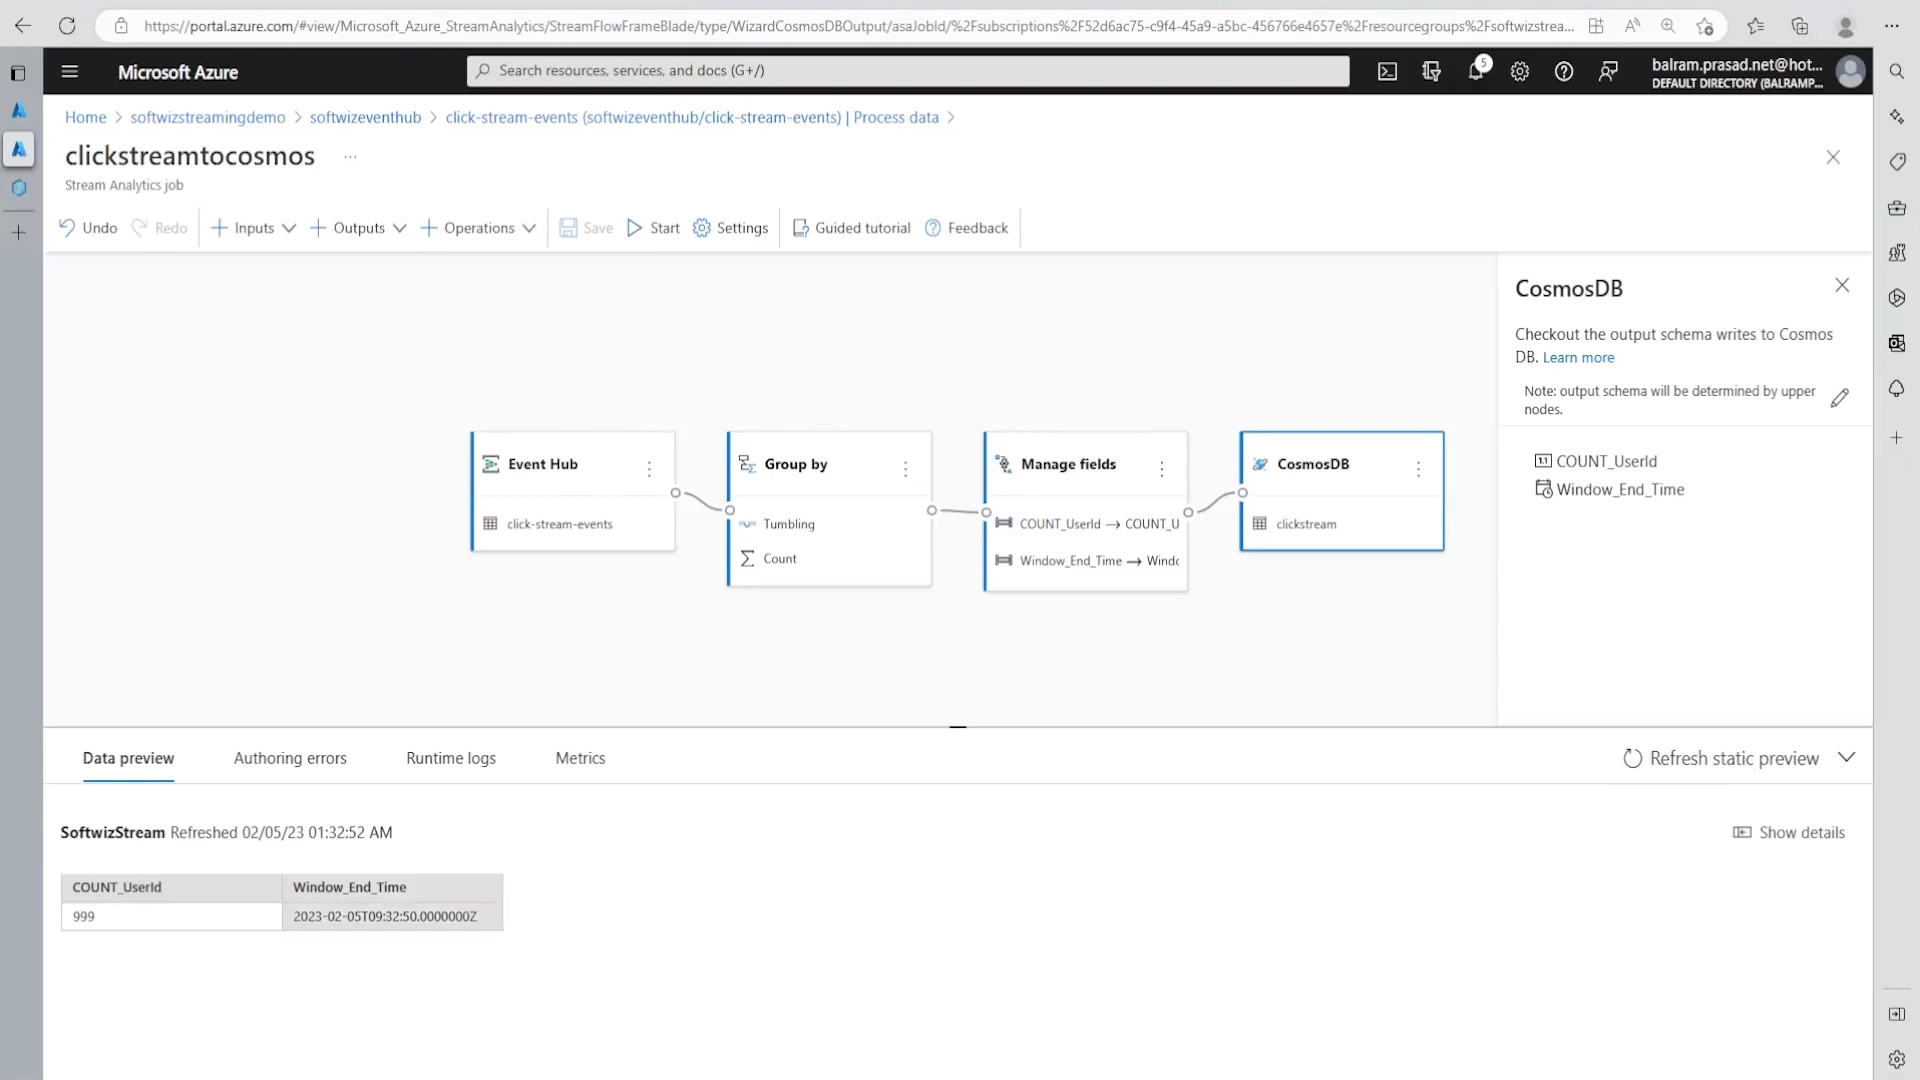 https://portal.azure.com/#view/Microsoft_Azure_StreamAnalytics/StreamFlowFrameBlade/type/WizardCosmosDBOutput/asaJobId/%2Fsubscriptions%2F52d6ac75-c9f4-45a9-a5bc-456766e4657e%2Fresourcegroups%2Fsoftwizstrea...
Microsoft Azure
Search resources, services, and docs (G+/)
5
balram.prasad.net@hot...
DEFAULT DIRECTORY (BALRAMP...
Home > softwizstreamingdemo > softwizeventhub > click-stream-events (softwizeventhub/click-stream-events) | Process data >
clickstreamtocosmos ...
Stream Analytics job
Undo Redo Inputs Outputs Operations Save Start Settings Guided tutorial Feedback
CosmosDB
Checkout the output schema writes to Cosmos
DB. Learn more
Note: output schema will be determined by upper
nodes.
COUNT_UserId
Window_End_Time
Event Hub
click-stream-events
Group by
Tumbling
Count
Manage fields
COUNT_UserId → COUNT_U
Window_End_Time → Windo
CosmosDB
clickstream
Data preview Authoring errors Runtime logs Metrics Refresh static preview
SoftwizStream Refreshed 02/05/23 01:32:52 AM Show details
COUNT_UserId Window_End_Time
999 2023-02-05T09:32:50.0000000Z